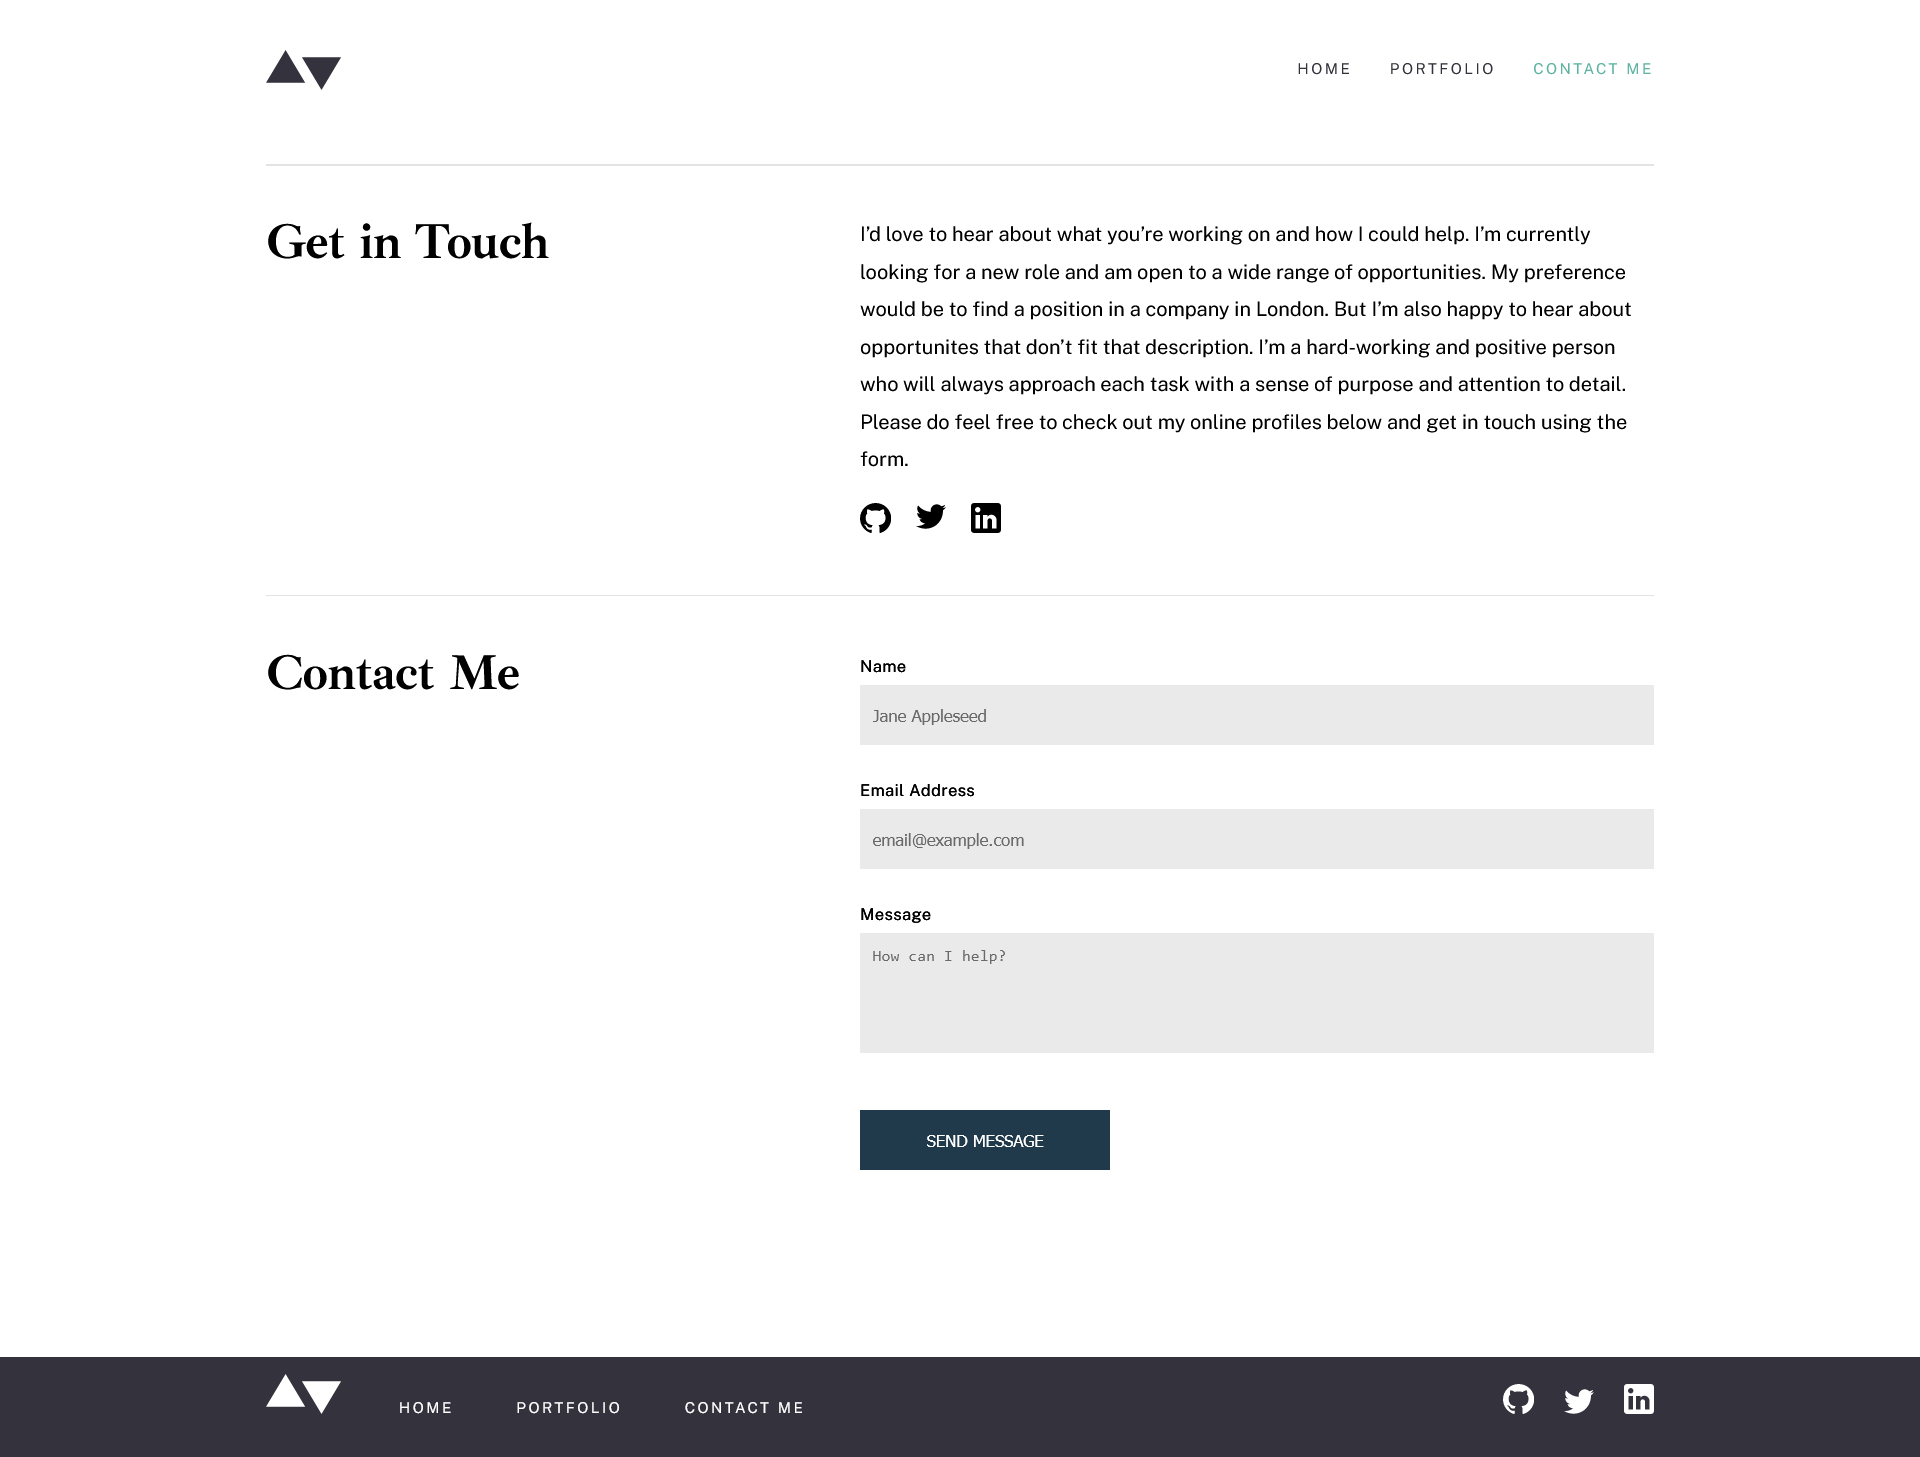 HOME PORTFOLIO CONTACT ME
Get in Touch
I’d love to hear about what you’re working on and how I could help. I’m currently
looking for a new role and am open to a wide range of opportunities. My preference
would be to find a position in a company in London. But I’m also happy to hear about
opportunites that don’t fit that description. I’m a hard-working and positive person
who will always approach each task with a sense of purpose and attention to detail.
Please do feel free to check out my online profiles below and get in touch using the
form.
in
Contact Me
Name
Jane Appleseed
Email Address
email@example.com
Message
How can I help?
SEND MESSAGE
HOME PORTFOLIO CONTACT ME
in